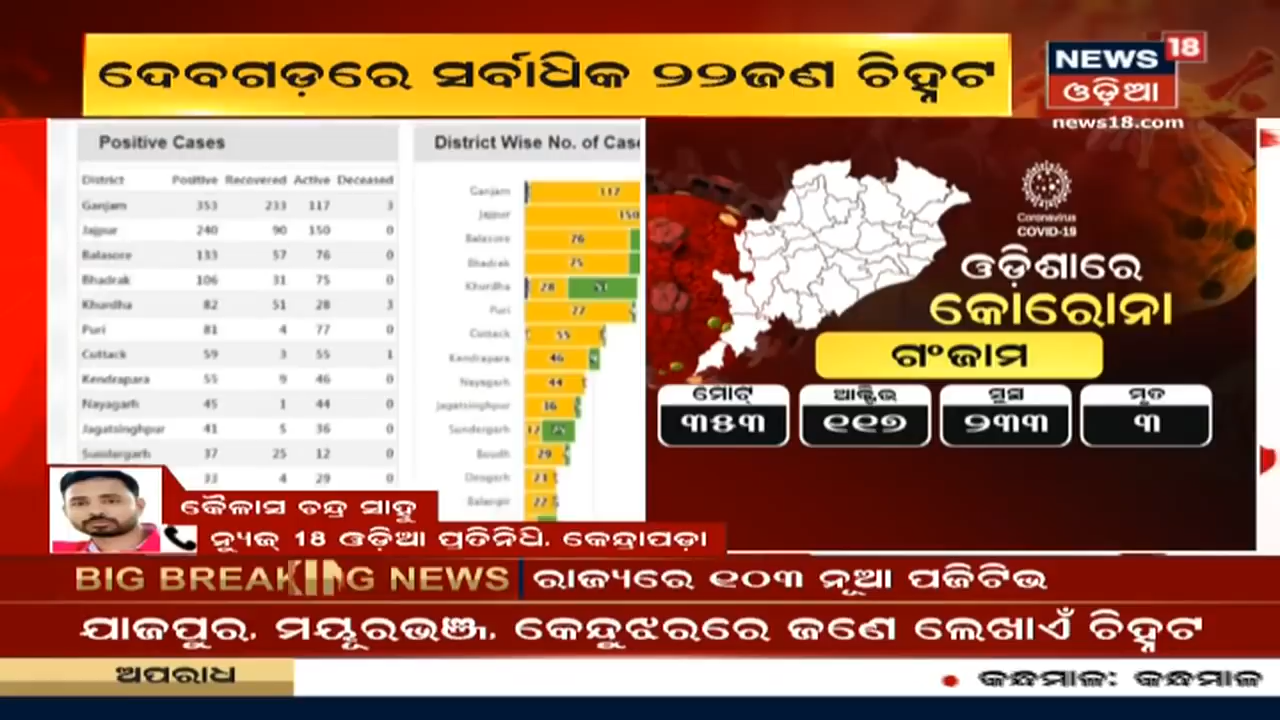 ଦେବଗଡ଼ରେ ସର୍ବାଧିକ ୨୨ଜଣ ଚିହ୍ନଟ
NEWS 18
ଓଡ଼ିଆ
news18.com
Positive Cases
District Positive Recovered Active Deceased
Ganjam 353 233 117 3
Jajpur 240 90 150 0
Balasore 133 57 76 0
Bhadrak 106 31 75 0
Khurdha 82 51 28 3
Puri 81 4 77 0
Cuttack 59 3 55 1
Kendrapara 55 9 46 0
Nayagarh 45 1 44 0
Jagatsinghpur 41 5 36 0
Sundergarh 37 25 12 0
33 4 29 0
District Wise No. of Case
Ganjam 117
Jajpur 150
Balasore 76
Bhadrak 75
Khurdha 28 51
Puri 77
Cuttack 55
Kendrapara 46 9
Nayagarh 44
Jagatsinghpur 36
Sundergarh 12 25
Boudh 29
Deogarh 21
Balangir 22
Coronavirus
COVID-19
ଓଡ଼ିଶାରେ
କୋରୋନା
ଗଂଜାମ
ମୋଟ୍ ଆକ୍ଟିଭ ସୁସ୍ଥ ମୃତ
୩୫୩ ୧୧୭ ୨୩୩ ୩
କୈଳାସ ଚନ୍ଦ୍ର ସାହୁ
ନ୍ୟୁଜ୍ 18 ଓଡ଼ିଆ ପ୍ରତିନିଧି, କେନ୍ଦ୍ରାପଡ଼ା
BIG BREAKING NEWS ରାଜ୍ୟରେ ୧୦୩ ନୂଆ ପଜିଟିଭ
ଯାଜପୁର, ମୟୂରଭଞ୍ଜ, କେନ୍ଦୁଝରରେ ଜଣେ ଲେଖାଏଁ ଚିହ୍ନଟ
ଅପରାଧ
କନ୍ଧମାଳ: କନ୍ଧମାଳ